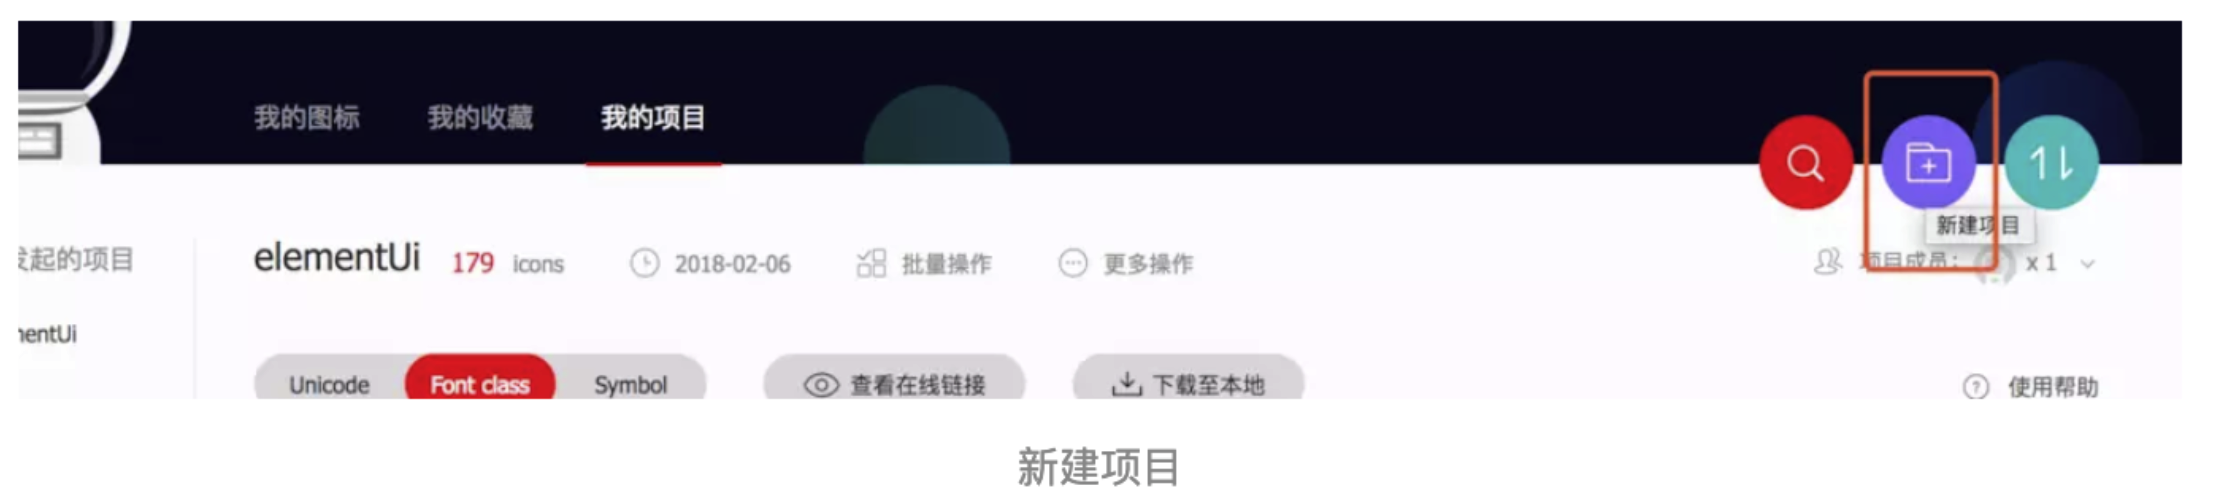 我的图标 我的收藏 我的项目
新建项目
发起的项目 elementUi 179 icons 2018-02-06 批量操作 更多操作 项目成员: x 1
mentUi
Unicode Font class Symbol 查看在线链接 下载至本地 使用帮助
新建项目